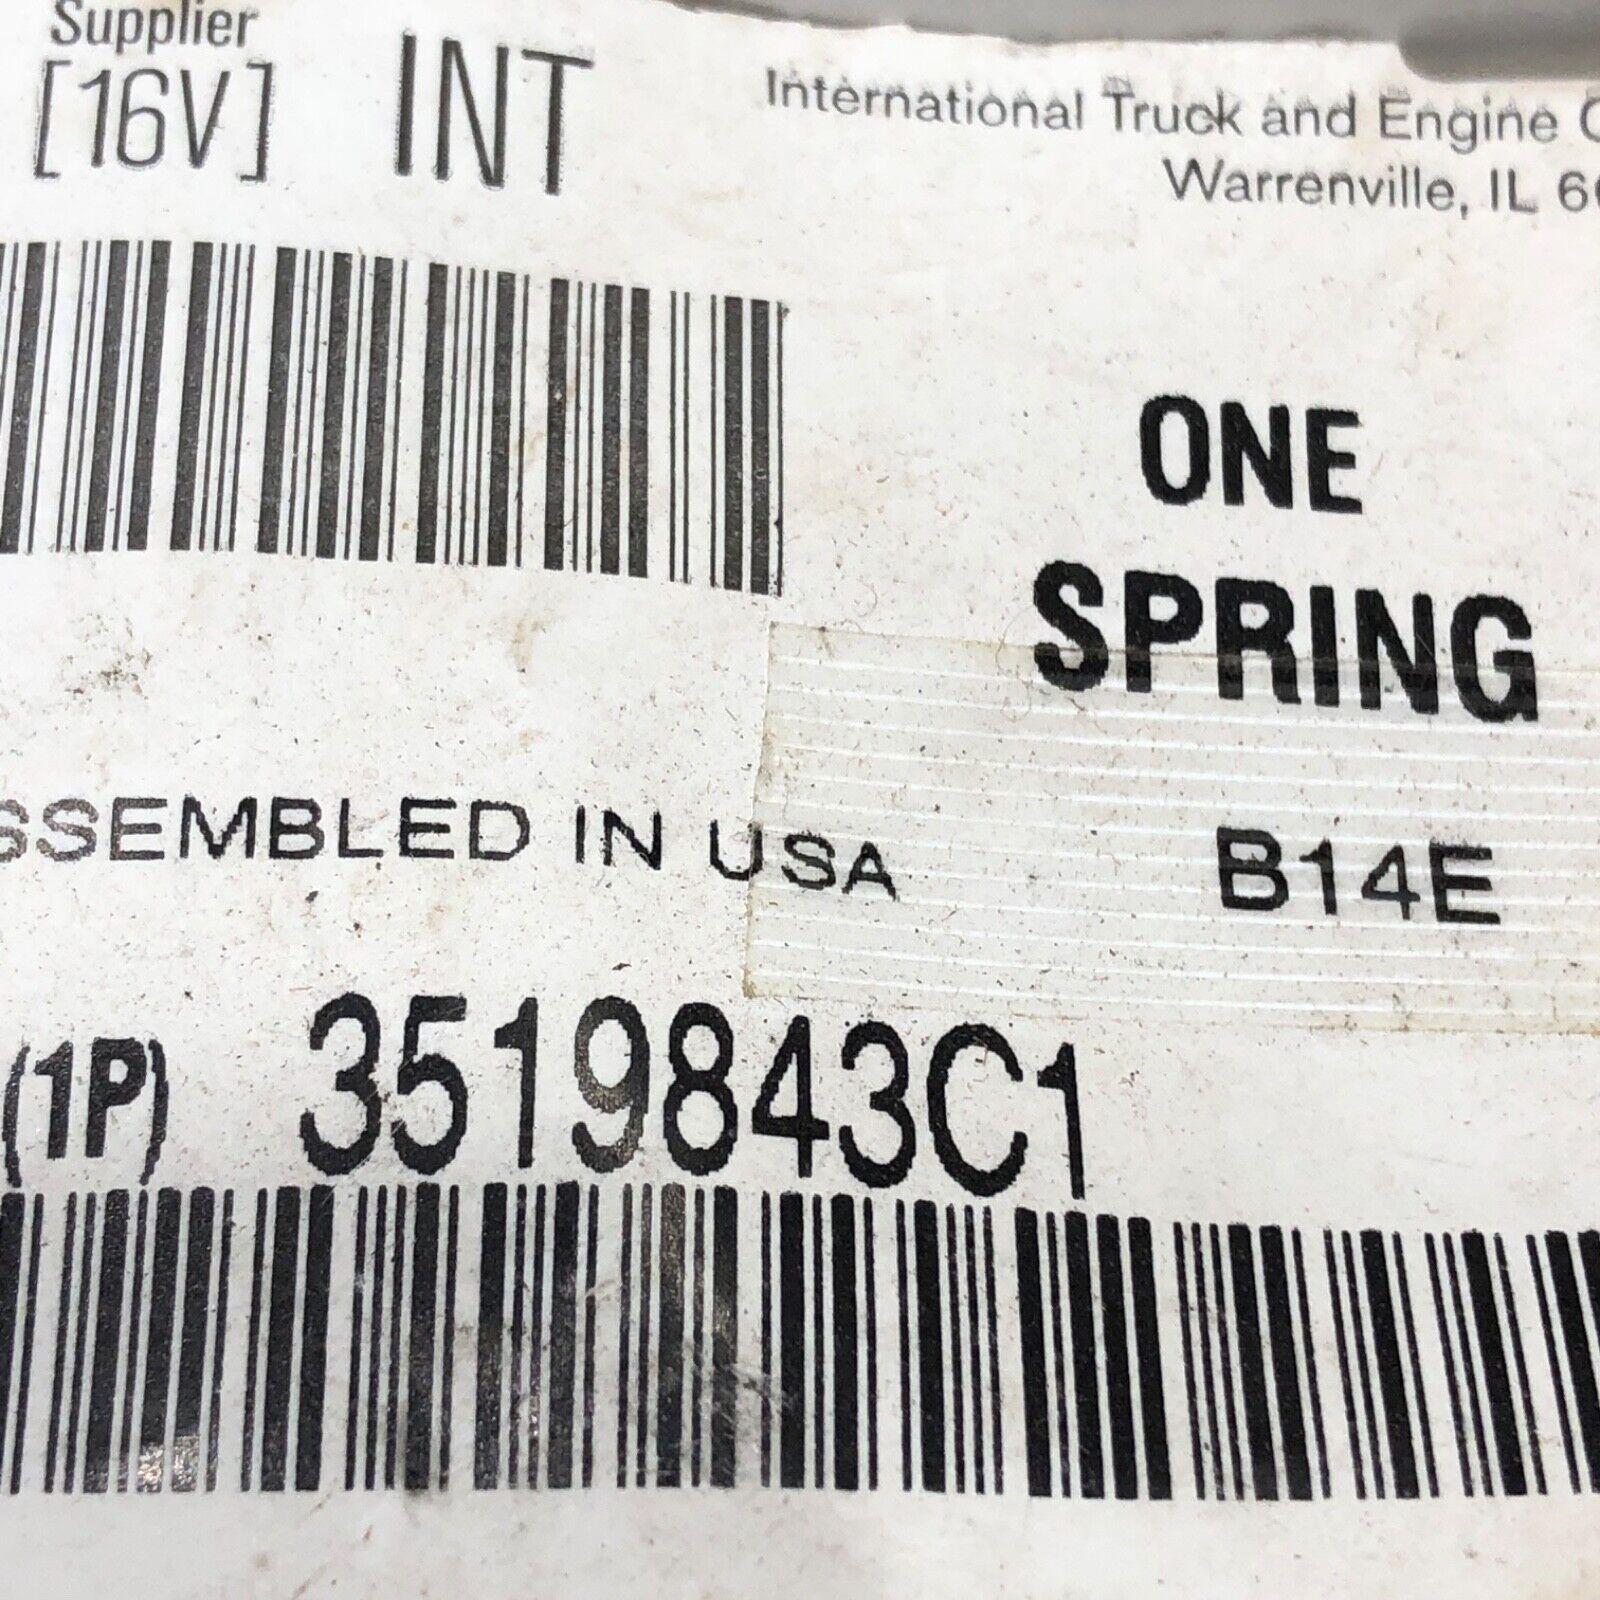 Supplier
[16V] INT
International Truck and Engine
Warrenville, IL
ONE
SPRING
SSEMBLED IN USA
B14E
(1P) 3519843C1